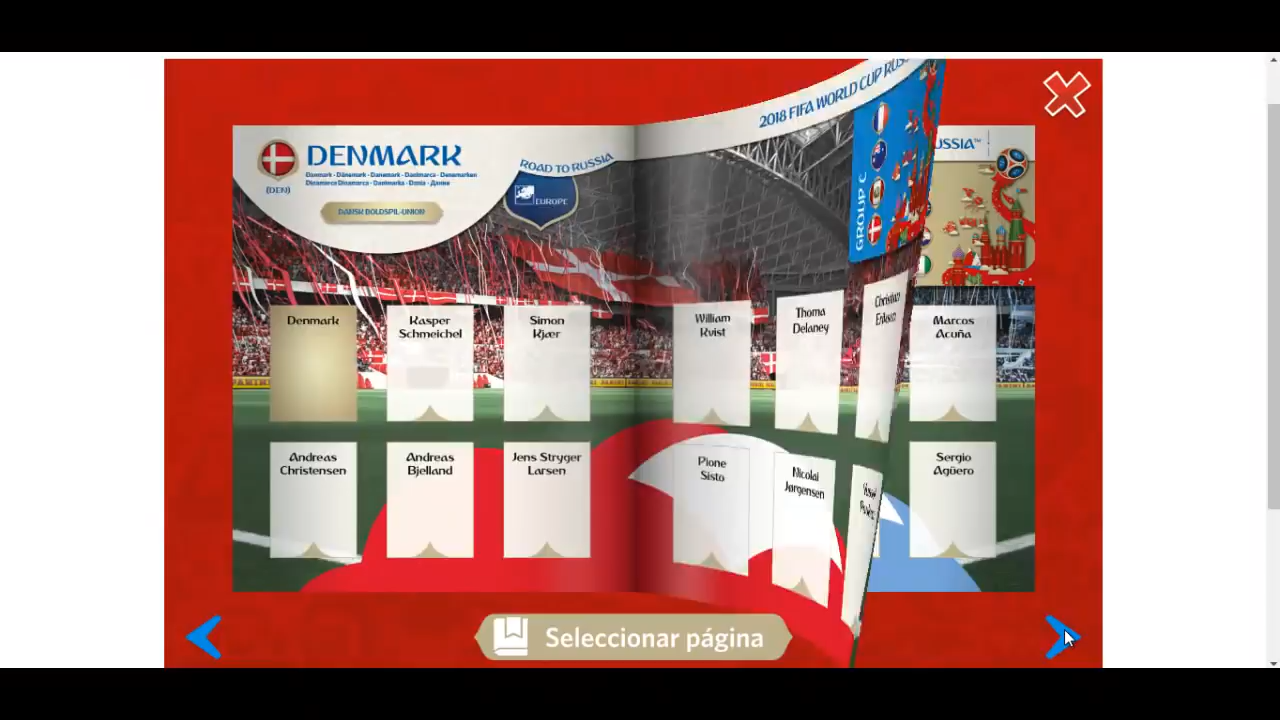 DENMARK
(DEN)
DANSK BOLDSPIL-UNION
ROAD TO RUSSIA
EUROPE
2018 FIFA WORLD CUP RUS
GROUP C
USSIA™
Denmark
Kasper
Schmeichel
Simon
Kjær
William
Kvist
Thoma
Delaney
Christian
Eriksen
Marcos
Acuña
Andreas
Christensen
Andreas
Bjelland
Jens Stryger
Larsen
Pione
Sisto
Nicolai
Jørgensen
Sergio
Agüero
Seleccionar página